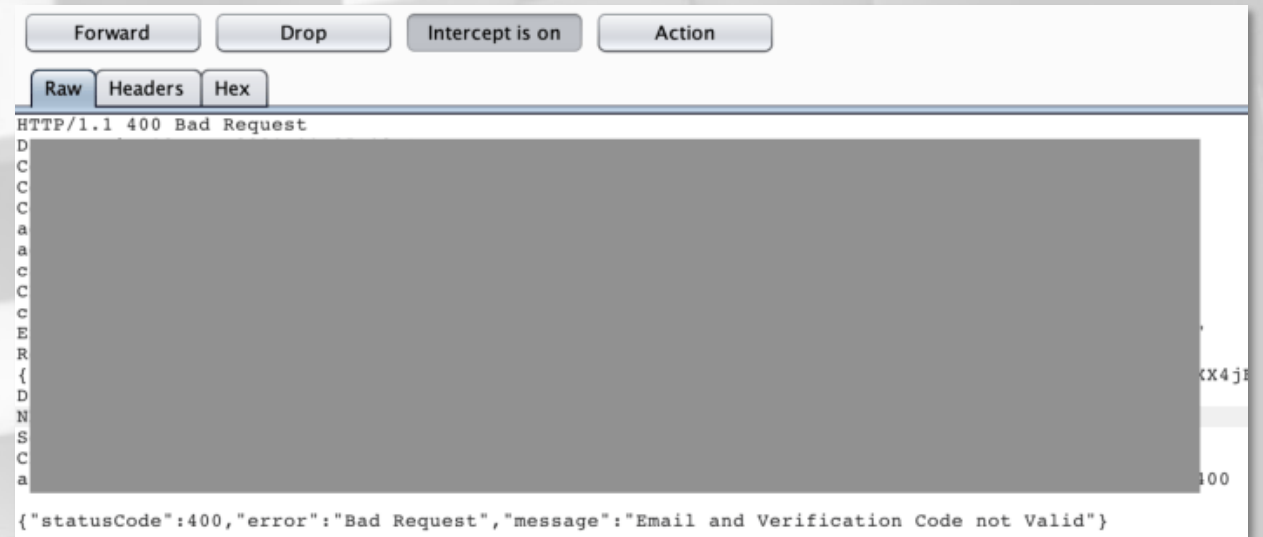 Forward Drop Intercept is on Action
Raw Headers Hex
HTTP/1.1 400 Bad Request
D
C
C
C
a
a
c
C
c
E
R
{
D
N
S
C
a
{"statusCode":400,"error":"Bad Request","message":"Email and Verification Code not Valid"}